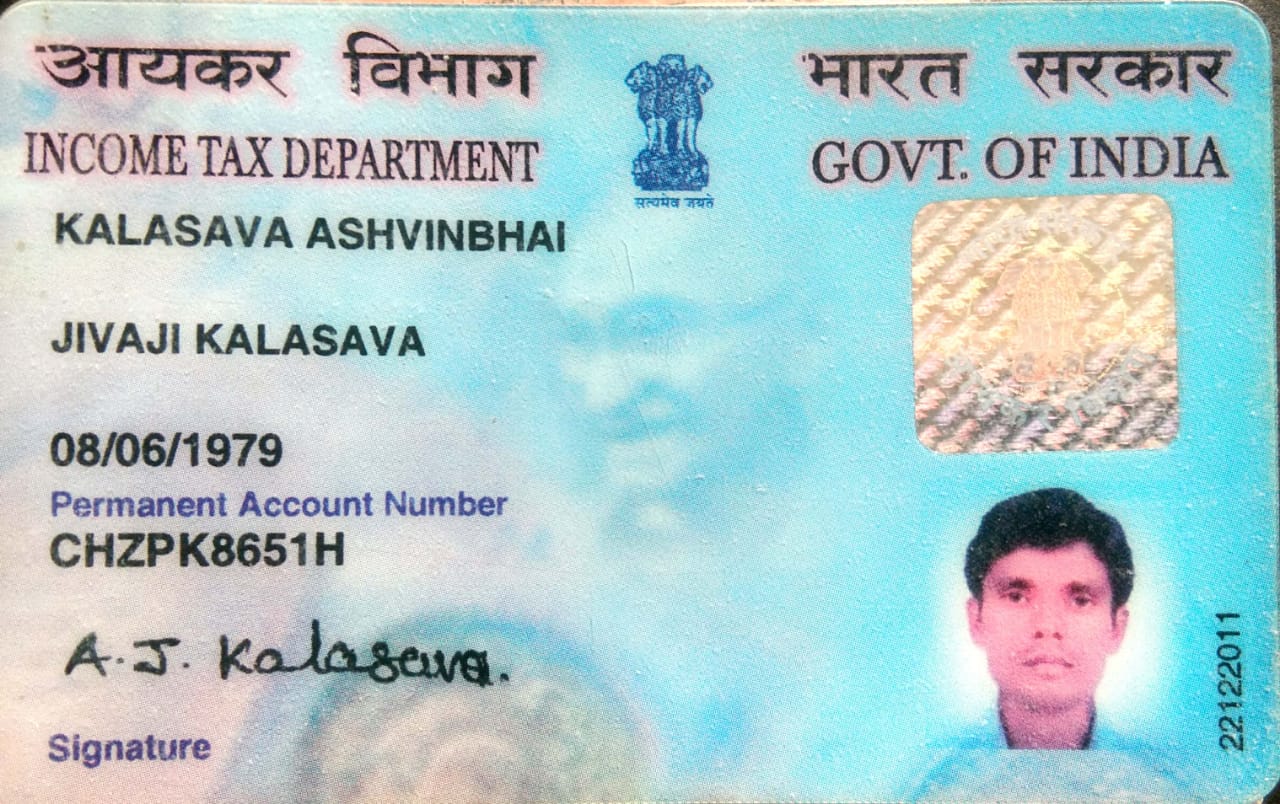 आयकर विभाग
भारत सरकार
INCOME TAX DEPARTMENT
GOVT. OF INDIA
सत्यमेव जयते
KALASAVA ASHVINBHAI
JIVAJI KALASAVA
08/06/1979
Permanent Account Number
CHZPK8651H
A. J. Kalasava.
Signature
22122011